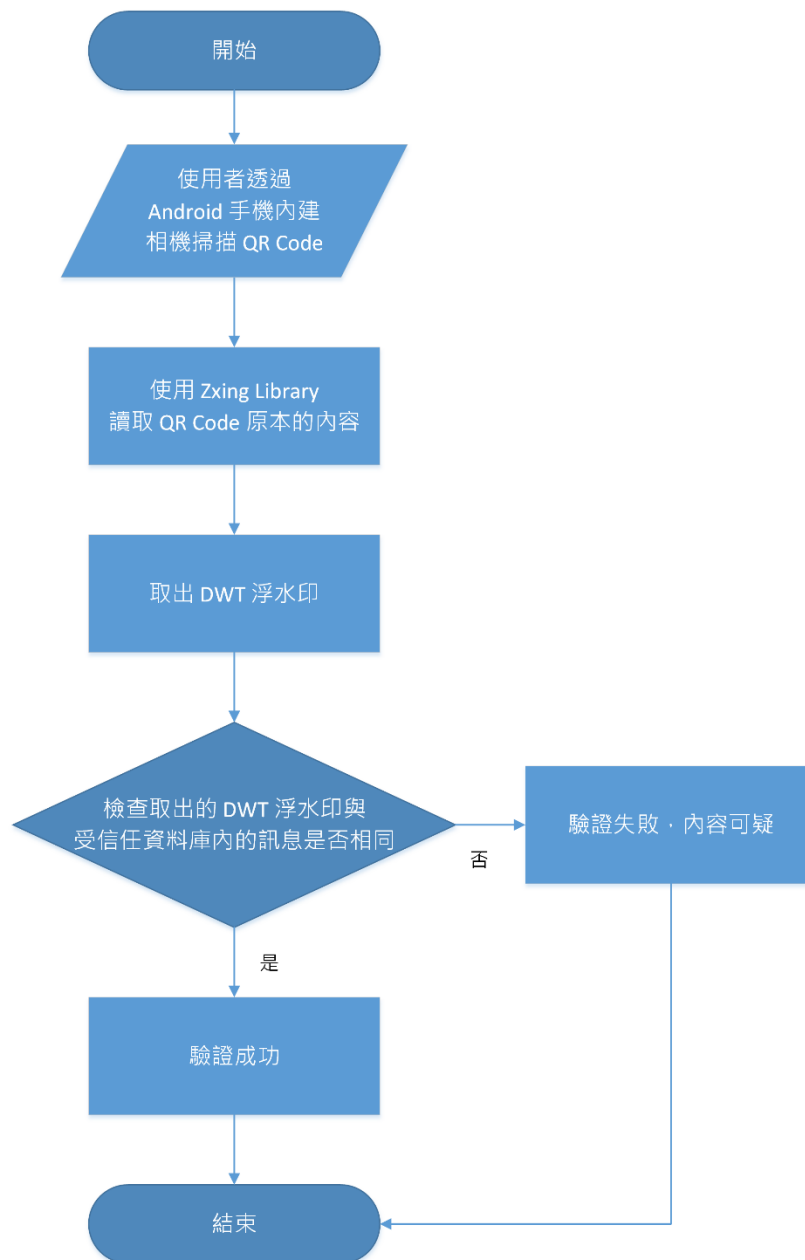 開始
使用者透過
Android 手機內建
相機掃描 QR Code
使用 Zxing Library
讀取 QR Code 原本的內容
取出 DWT 浮水印
檢查取出的 DWT 浮水印與
受信任資料庫內的訊息是否相同
否
驗證失敗，內容可疑
是
驗證成功
結束